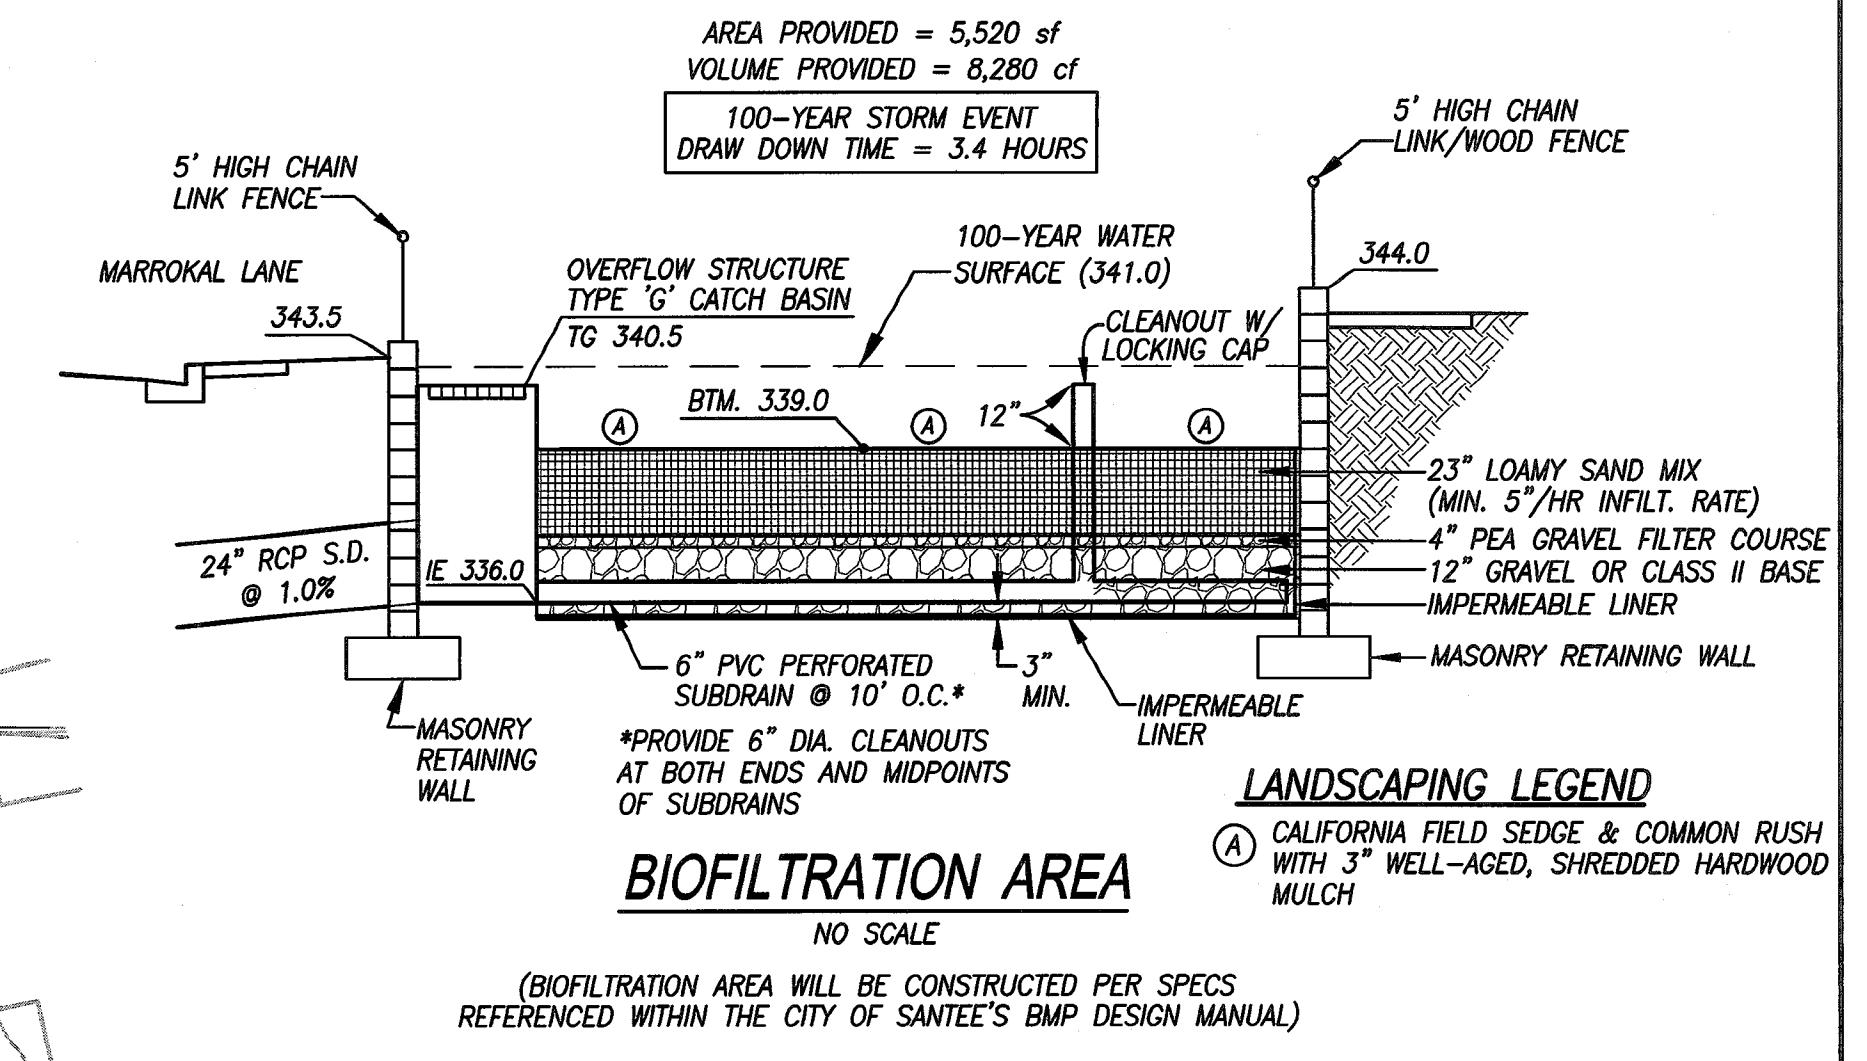 AREA PROVIDED = 5,520 sf
VOLUME PROVIDED = 8,280 cf
100-YEAR STORM EVENT
DRAW DOWN TIME = 3.4 HOURS
5' HIGH CHAIN
LINK/WOOD FENCE
5' HIGH CHAIN
LINK FENCE
MARROKAL LANE
343.5
OVERFLOW STRUCTURE
TYPE 'G' CATCH BASIN
TG 340.5
100-YEAR WATER
SURFACE (341.0)
344.0
CLEANOUT W/
LOCKING CAP
BTM. 339.0
12"
A
A
A
23" LOAMY SAND MIX
(MIN. 5"/HR INFILT. RATE)
4" PEA GRAVEL FILTER COURSE
12" GRAVEL OR CLASS II BASE
IMPERMEABLE LINER
MASONRY RETAINING WALL
24" RCP S.D.
@ 1.0%
IE 336.0
6" PVC PERFORATED
SUBDRAIN @ 10' O.C.*
3"
MIN.
IMPERMEABLE
LINER
MASONRY
RETAINING
WALL
*PROVIDE 6" DIA. CLEANOUTS
AT BOTH ENDS AND MIDPOINTS
OF SUBDRAINS
LANDSCAPING LEGEND
A CALIFORNIA FIELD SEDGE & COMMON RUSH
WITH 3" WELL-AGED, SHREDDED HARDWOOD
MULCH
BIOFILTRATION AREA
NO SCALE
(BIOFILTRATION AREA WILL BE CONSTRUCTED PER SPECS
REFERENCED WITHIN THE CITY OF SANTEE'S BMP DESIGN MANUAL)